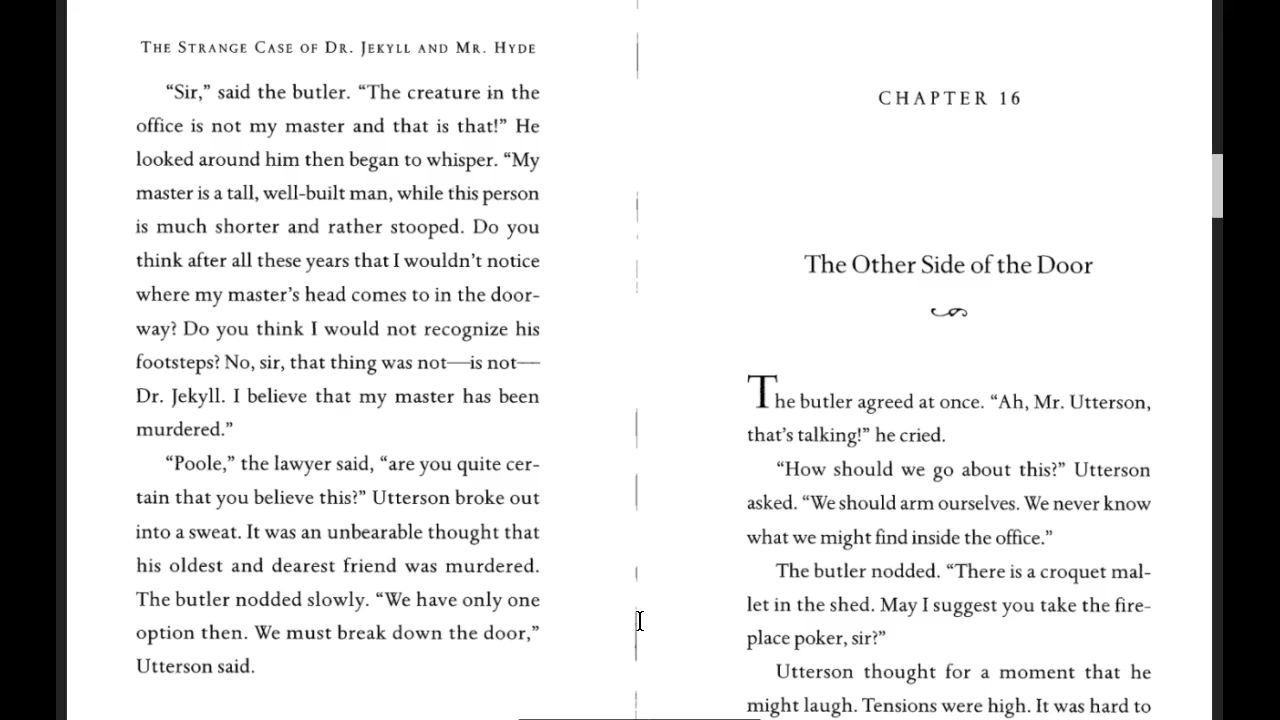 THE STRANGE CASE OF DR. JEKYLL AND MR. HYDE
“Sir,” said the butler. “The creature in the
office is not my master and that is that!” He
looked around him then began to whisper. “My
master is a tall, well-built man, while this person
is much shorter and rather stooped. Do you
think after all these years that I wouldn’t notice
where my master’s head comes to in the door-
way? Do you think I would not recognize his
footsteps? No, sir, that thing was not—is not—
Dr. Jekyll. I believe that my master has been
murdered.”
“Poole,” the lawyer said, “are you quite cer-
tain that you believe this?” Utterson broke out
into a sweat. It was an unbearable thought that
his oldest and dearest friend was murdered.
The butler nodded slowly. “We have only one
option then. We must break down the door,”
Utterson said.
CHAPTER 16
The Other Side of the Door
The butler agreed at once. “Ah, Mr. Utterson,
that’s talking!” he cried.
“How should we go about this?” Utterson
asked. “We should arm ourselves. We never know
what we might find inside the office.”
The butler nodded. “There is a croquet mal-
let in the shed. May I suggest you take the fire-
place poker, sir?”
Utterson thought for a moment that he
might laugh. Tensions were high. It was hard to